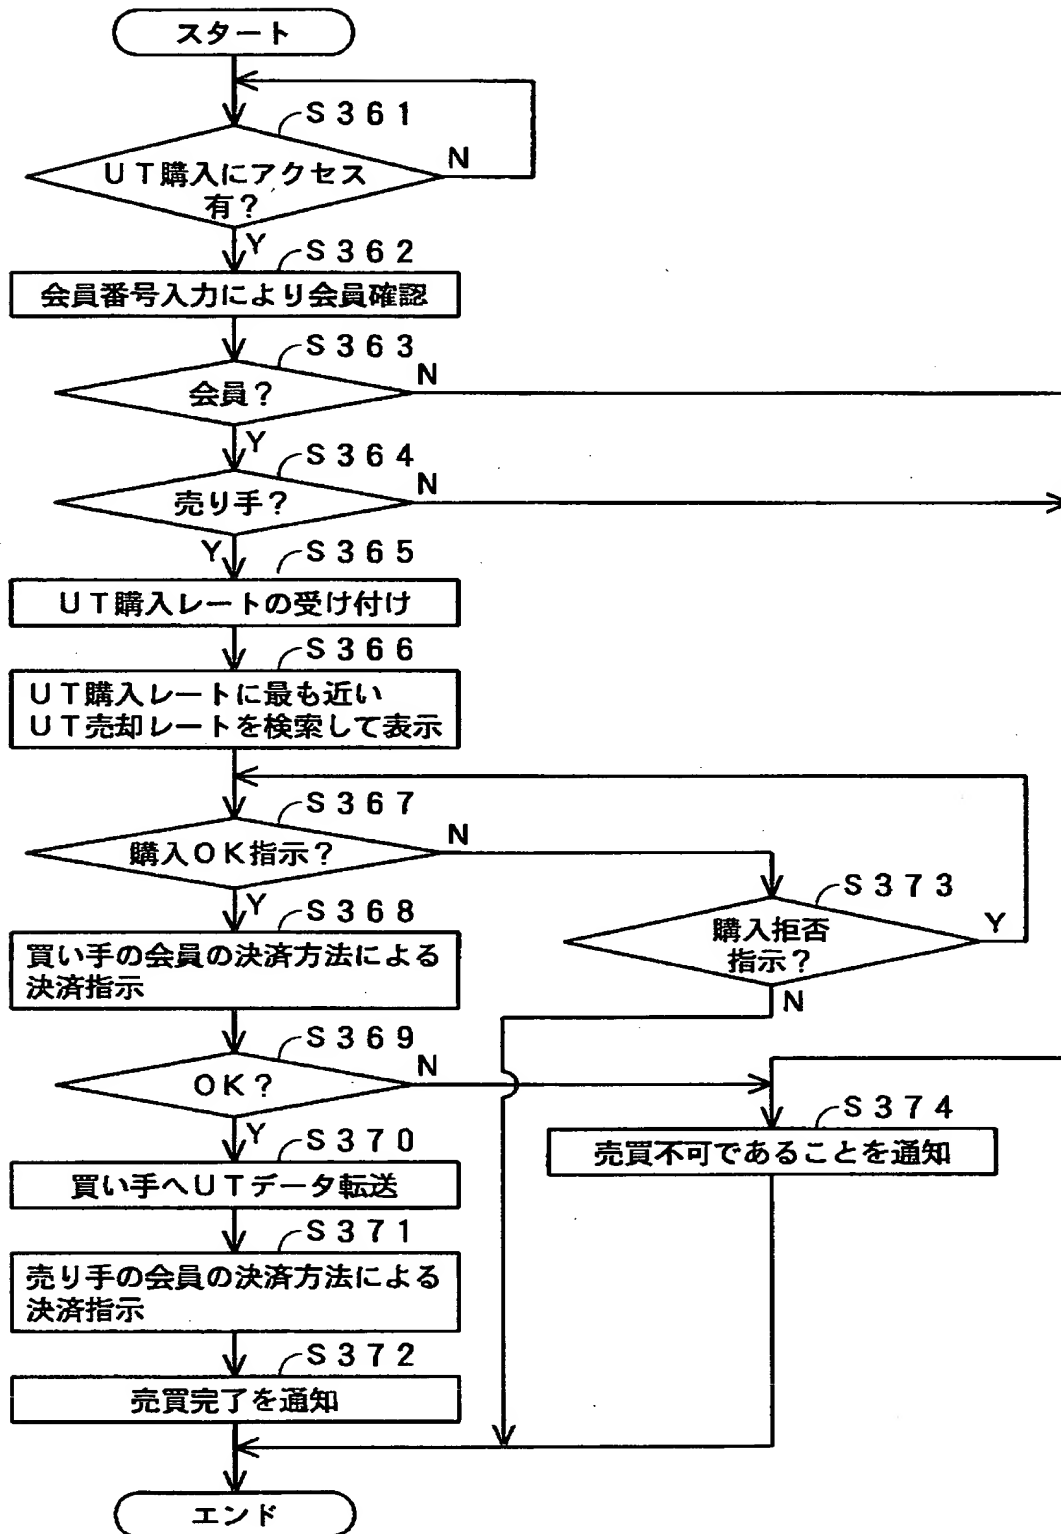 スタート
S361
UT購入にアクセス
有?
N
Y
S362
会員番号入力により会員確認
S363
会員?
N
Y
S364
売り手?
N
Y
S365
UT購入レートの受け付け
S366
UT購入レートに最も近い
UT売却レートを検索して表示
S367
購入OK指示?
N
Y
S373
購入拒否
指示?
Y
N
S368
買い手の会員の決済方法による
決済指示
S369
OK?
N
Y
S374
売買不可であることを通知
S370
買い手へUTデータ転送
S371
売り手の会員の決済方法による
決済指示
S372
売買完了を通知
エンド